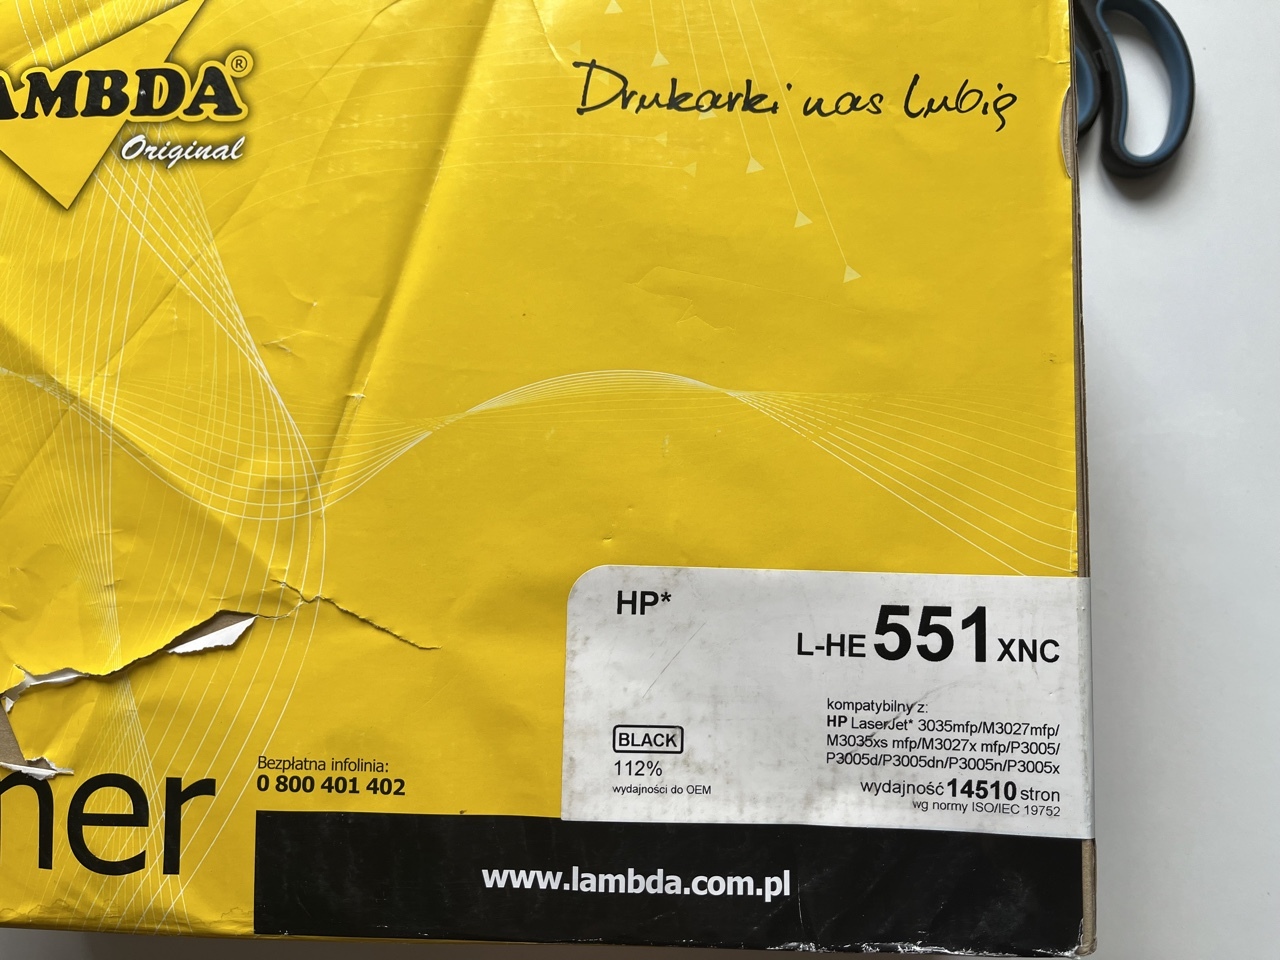 LAMBDA®
Original
Drukarki nas lubią
HP*
L-HE 551 XNC
kompatybilny z:
HP LaserJet* 3035mfp/M3027mfp/
M3035xs mfp/M3027x mfp/P3005/
P3005d/P3005dn/P3005n/P3005x
wydajność 14510 stron
wg normy ISO/IEC 19752
BLACK
112%
wydajności do OEM
Bezpłatna infolinia:
0 800 401 402
ner
www.lambda.com.pl